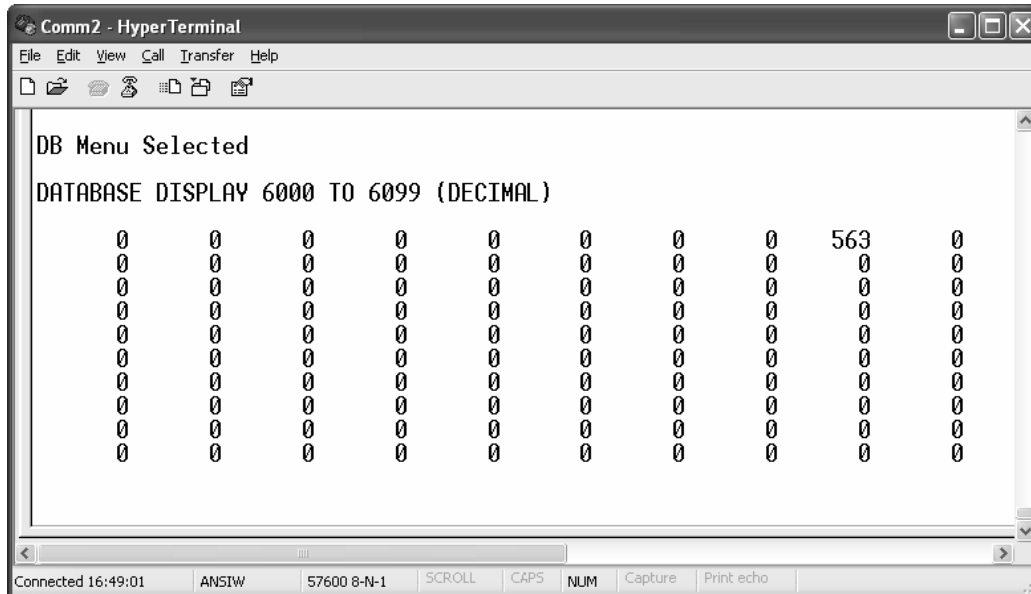 Comm2 - HyperTerminal
File Edit View Call Transfer Help
DB Menu Selected
DATABASE DISPLAY 6000 TO 6099 (DECIMAL)
0 0 0 0 0 0 0 0 563 0
0 0 0 0 0 0 0 0 0 0
0 0 0 0 0 0 0 0 0 0
0 0 0 0 0 0 0 0 0 0
0 0 0 0 0 0 0 0 0 0
0 0 0 0 0 0 0 0 0 0
0 0 0 0 0 0 0 0 0 0
0 0 0 0 0 0 0 0 0 0
0 0 0 0 0 0 0 0 0 0
0 0 0 0 0 0 0 0 0 0
Connected 16:49:01 ANSIW 57600 8-N-1 SCROLL CAPS NUM Capture Print echo